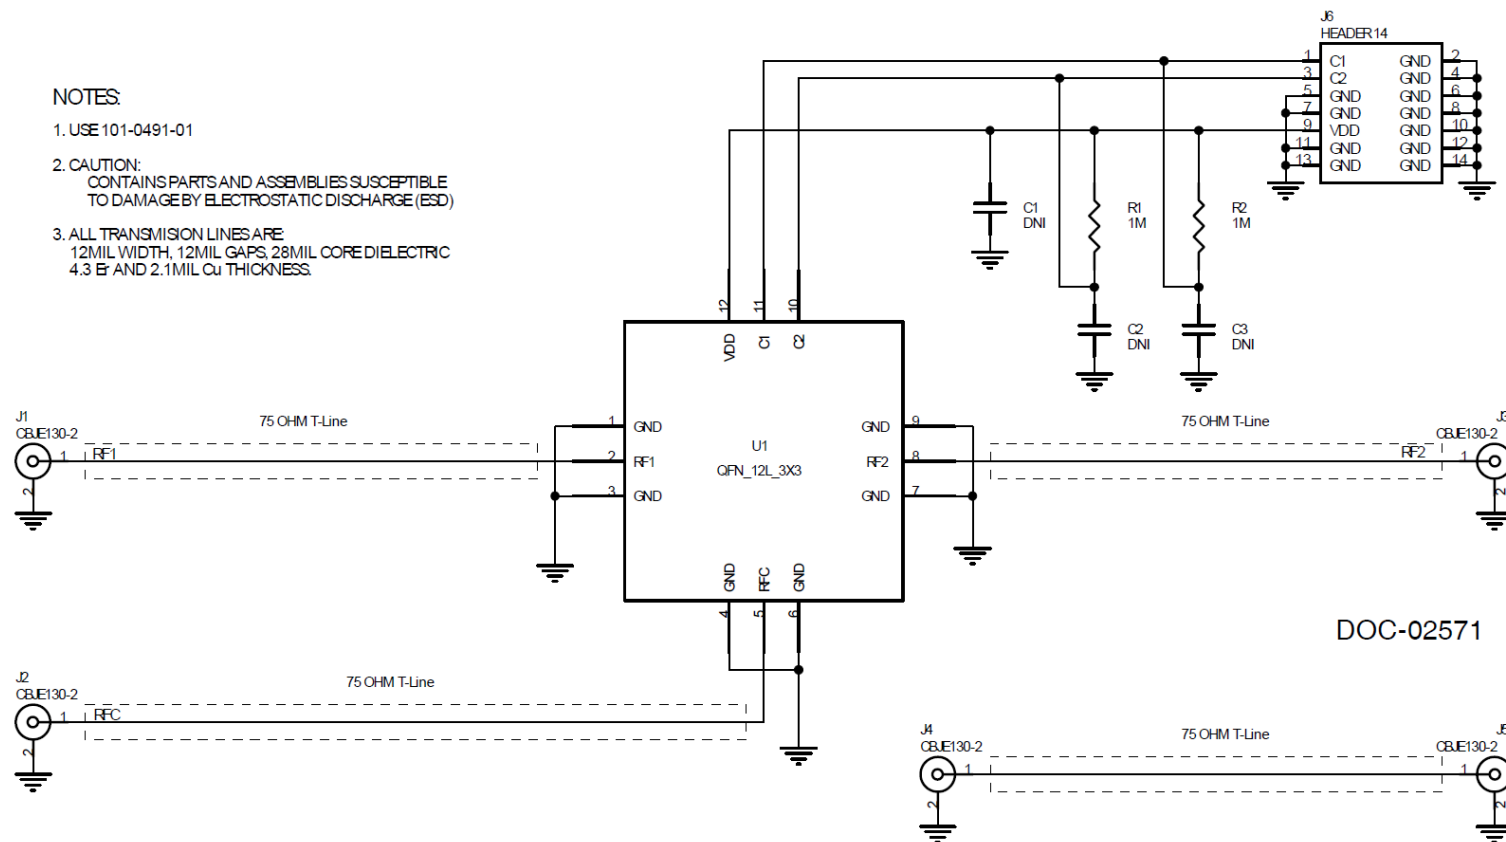 J6
HEADER 14
1 C1 GND 2
3 C2 GND 4
5 GND GND 6
7 GND GND 8
9 VDD GND 10
11 GND GND 12
13 GND GND 14
NOTES:
1. USE 101-0491-01
2. CAUTION:
CONTAINS PARTS AND ASSEMBLIES SUSCEPTIBLE
TO DAMAGE BY ELECTROSTATIC DISCHARGE (ESD)
3. ALL TRANSMISION LINES ARE:
12MIL WIDTH, 12MIL GAPS, 28MIL CORE DIELECTRIC
4.3 Er AND 2.1MIL Cu THICKNESS.
C1
DNI
R1
1M
R2
1M
C2
DNI
C3
DNI
12 11 10
VDD C1 C2
J1
CBJE130-2
75 OHM T-Line
1 RF1
2
1 GND
2 RF1
3 GND
U1
QFN_12L_3X3
GND 9
RF2 8
GND 7
75 OHM T-Line
J3
CBJE130-2
RF2 1
2
GND RFC GND
4 5 6
DOC-02571
J2
CBJE130-2
75 OHM T-Line
1 RFC
2
J4
CBJE130-2
1
2
75 OHM T-Line
J5
CBJE130-2
1
2